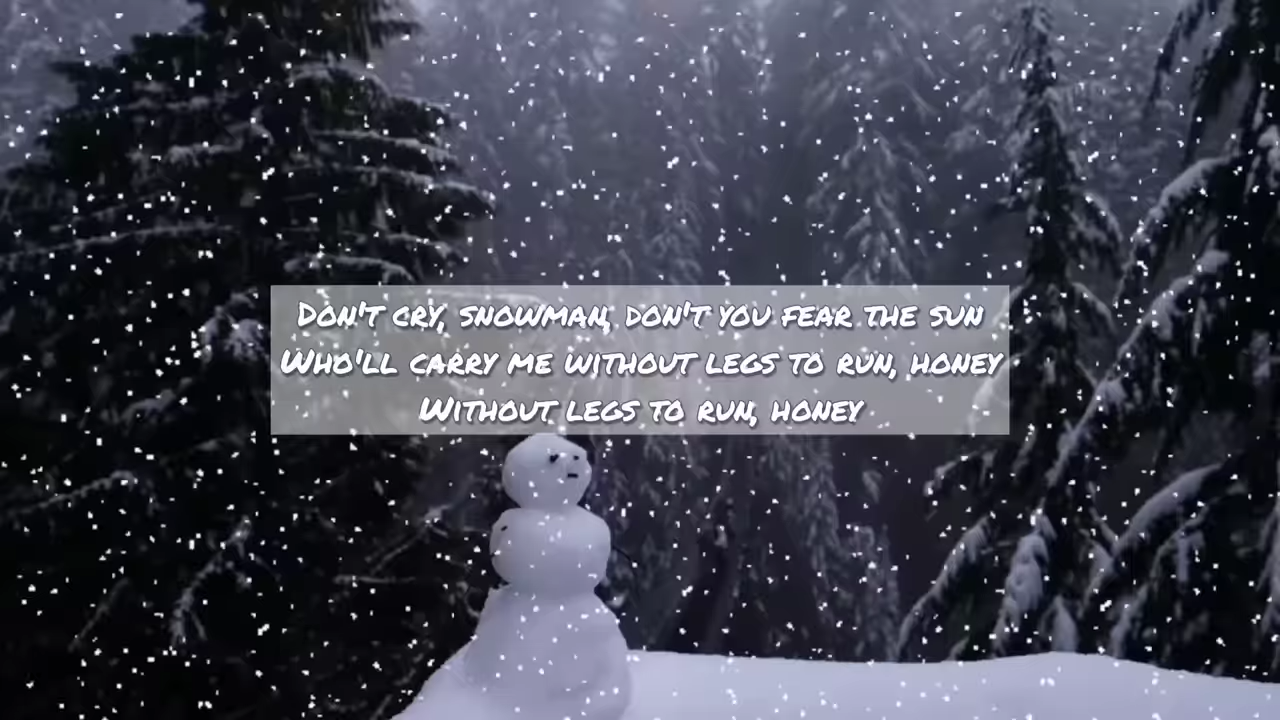 Don't cry, snowman, don't you fear the sun
Who'll carry me without legs to run, honey
Without legs to run, honey